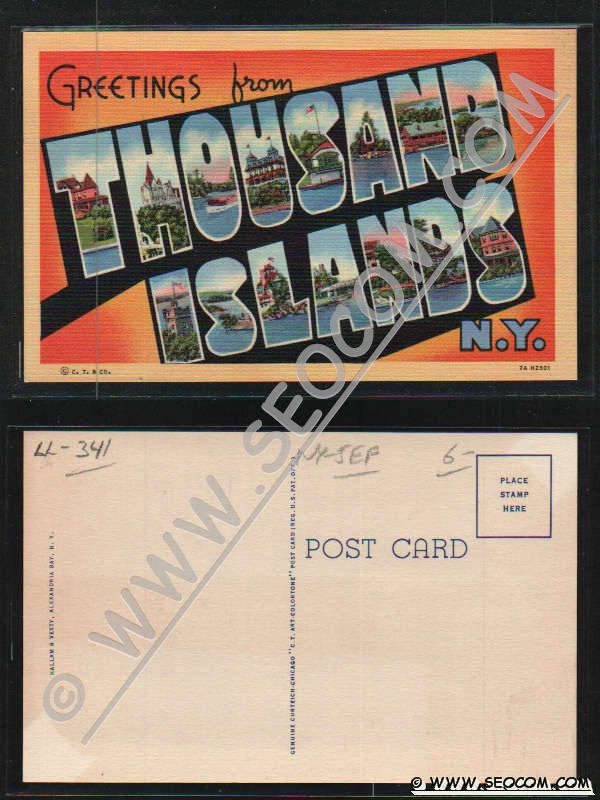 GREETINGS from
THOUSAND
ISLANDS
N.Y.
© C. T. & CO.
7A H2501
LL-341
NY-JEF
6-
PLACE
STAMP
HERE
POST CARD
HALLAM & VESTY, ALEXANDRIA BAY, N. Y.
GENUINE CURTEICH-CHICAGO "C. T. ART-COLORTONE" POST CARD (REG. U. S. PAT. OFF.)
© WWW.SEOCOM.COM
© WWW.SEOCOM.COM